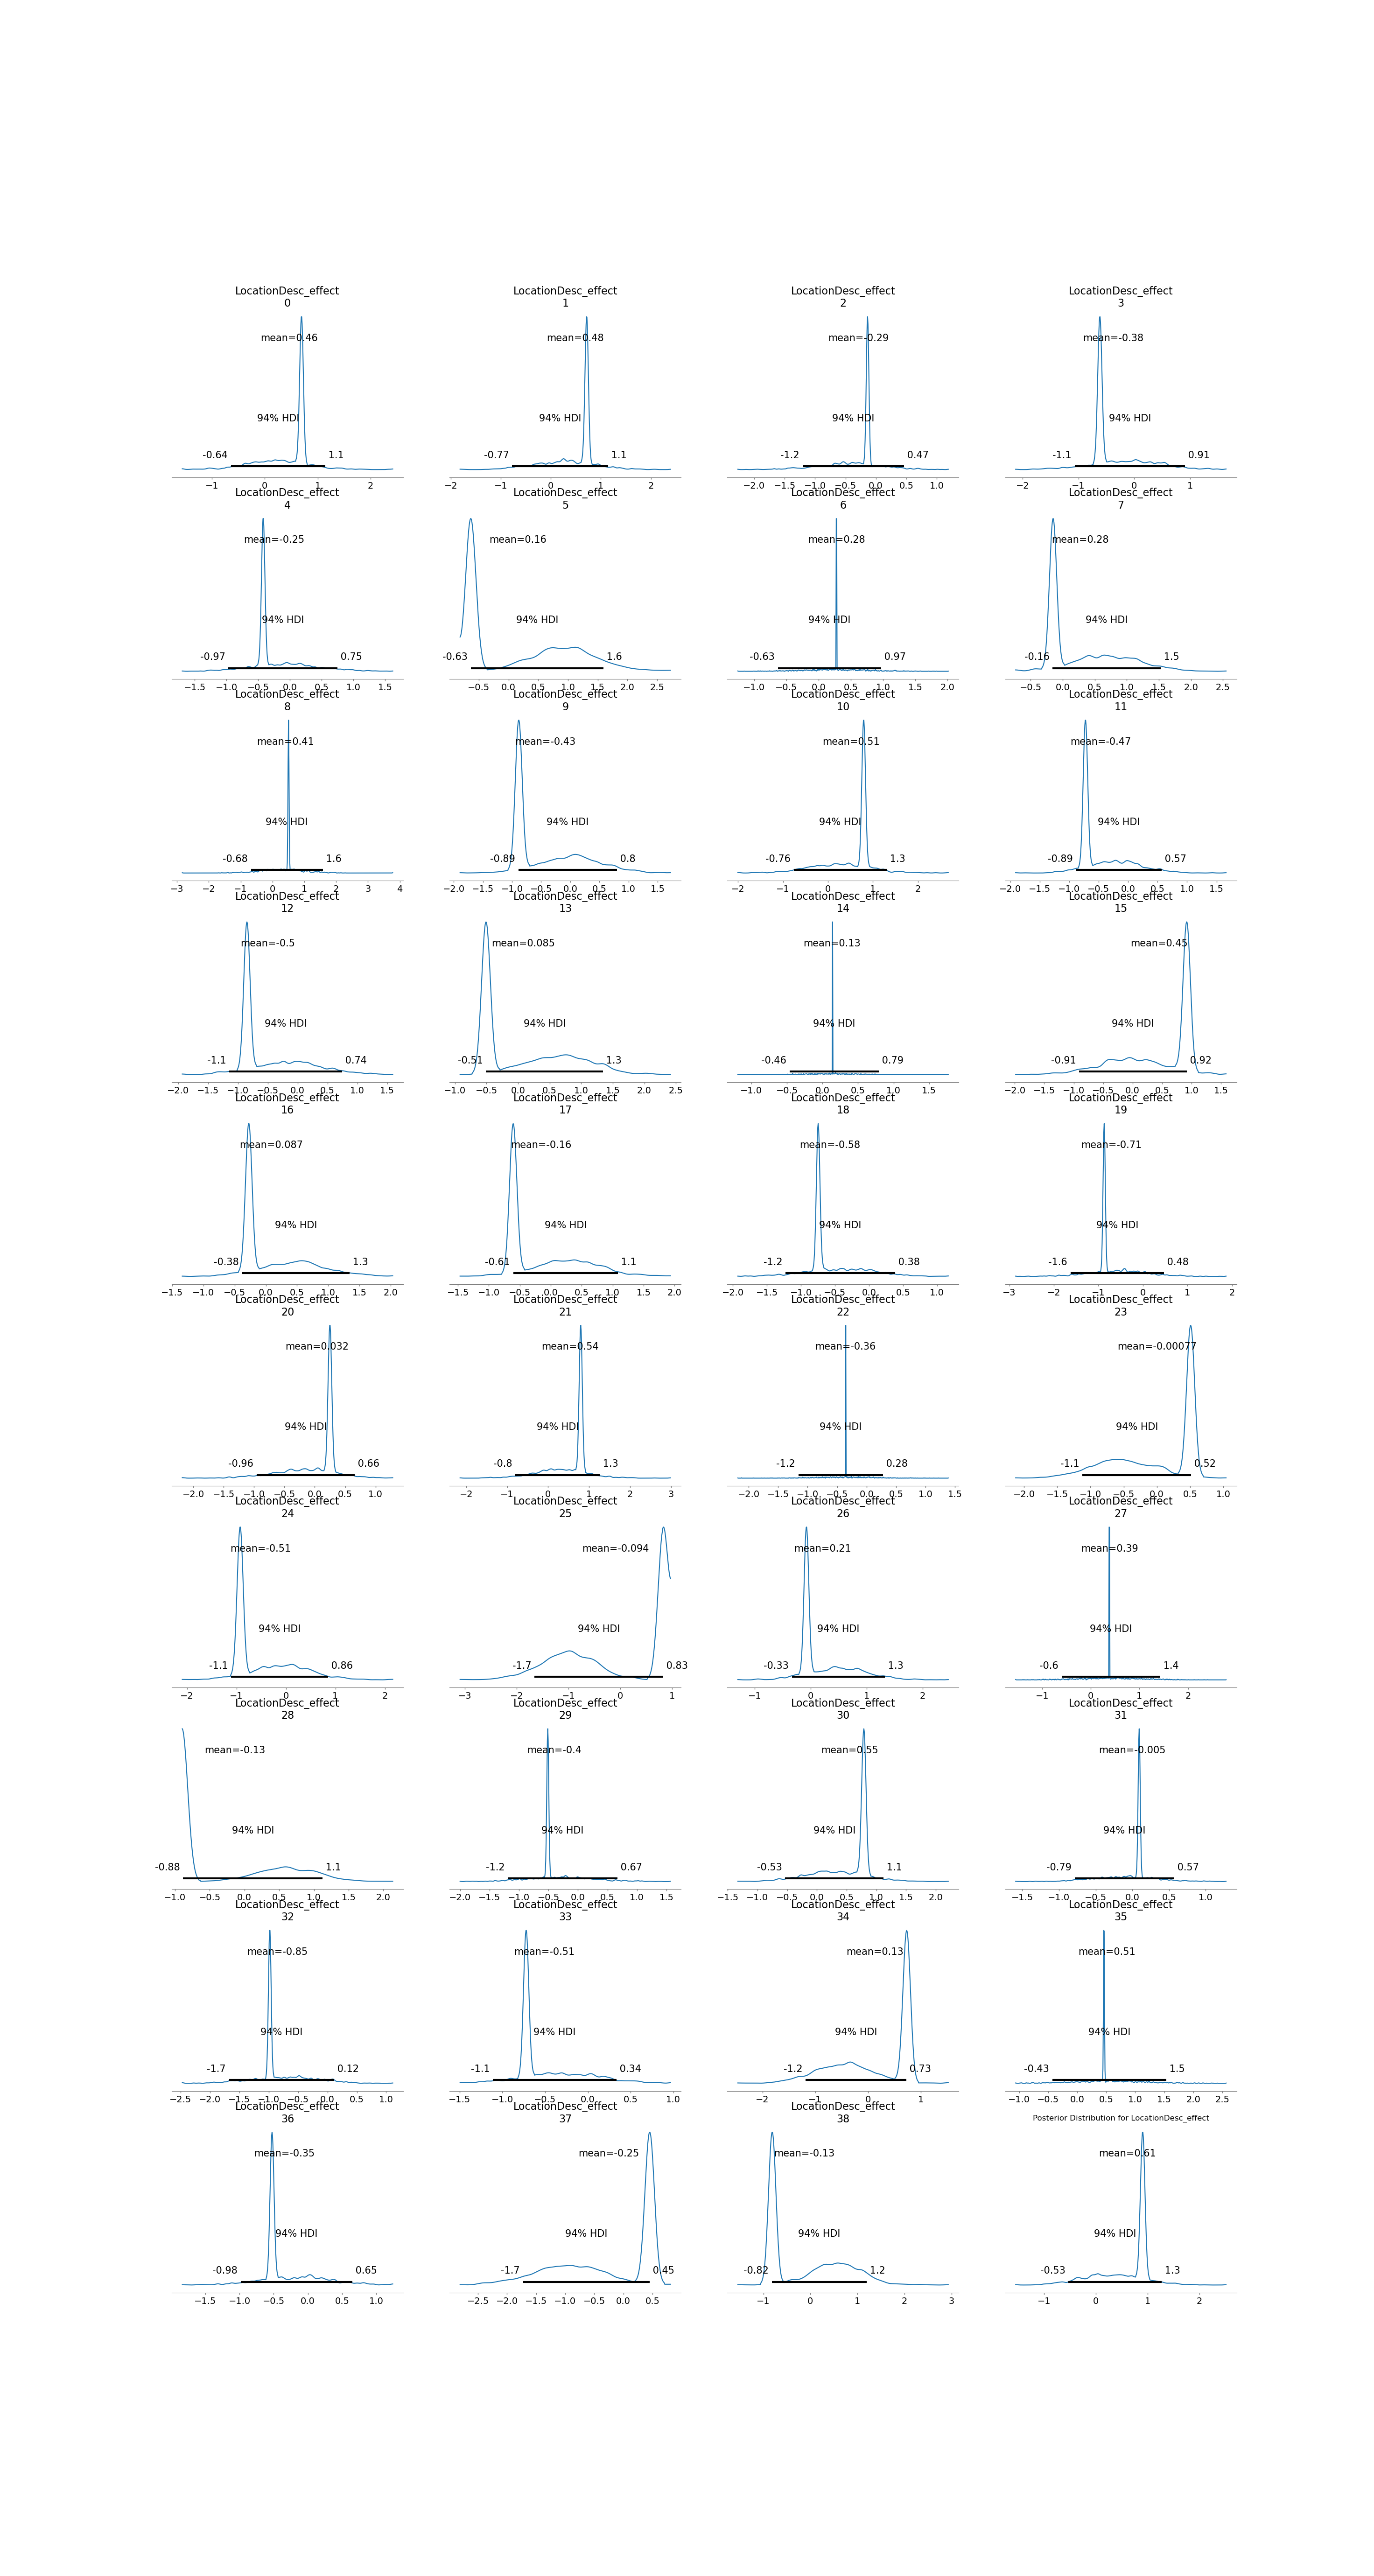 LocationDesc_effect LocationDesc_effect LocationDesc_effect LocationDesc_effect
0 1 2 3
mean=0.46 mean=0.48 mean=-0.29 mean=-0.38
94% HDI 94% HDI 94% HDI 94% HDI
-0.64 1.1 -0.77 1.1 -1.2 0.47 -1.1 0.91
−1 0 1 2 −2 −1 0 1 2 −2.0 −1.5 −1.0 −0.5 0.0 0.5 1.0 −2 −1 0 1
LocationDesc_effect LocationDesc_effect LocationDesc_effect LocationDesc_effect
4 5 6 7
mean=-0.25 mean=0.16 mean=0.28 mean=0.28
94% HDI 94% HDI 94% HDI 94% HDI
-0.97 0.75 -0.63 1.6 -0.63 0.97 -0.16 1.5
−1.5 −1.0 −0.5 0.0 0.5 1.0 1.5 −0.5 0.0 0.5 1.0 1.5 2.0 2.5 −1.0 −0.5 0.0 0.5 1.0 1.5 2.0 −0.5 0.0 0.5 1.0 1.5 2.0 2.5
LocationDesc_effect LocationDesc_effect LocationDesc_effect LocationDesc_effect
8 9 10 11
mean=0.41 mean=-0.43 mean=0.51 mean=-0.47
94% HDI 94% HDI 94% HDI 94% HDI
-0.68 1.6 -0.89 0.8 -0.76 1.3 -0.89 0.57
−3 −2 −1 0 1 2 3 4 −2.0 −1.5 −1.0 −0.5 0.0 0.5 1.0 1.5 −2 −1 0 1 2 −2.0 −1.5 −1.0 −0.5 0.0 0.5 1.0 1.5
LocationDesc_effect LocationDesc_effect LocationDesc_effect LocationDesc_effect
12 13 14 15
mean=-0.5 mean=0.085 mean=0.13 mean=0.45
94% HDI 94% HDI 94% HDI 94% HDI
-1.1 0.74 -0.51 1.3 -0.46 0.79 -0.91 0.92
−2.0 −1.5 −1.0 −0.5 0.0 0.5 1.0 1.5 −1.0 −0.5 0.0 0.5 1.0 1.5 2.0 2.5 −1.0 −0.5 0.0 0.5 1.0 1.5 −2.0 −1.5 −1.0 −0.5 0.0 0.5 1.0 1.5
LocationDesc_effect LocationDesc_effect LocationDesc_effect LocationDesc_effect
16 17 18 19
mean=0.087 mean=-0.16 mean=-0.58 mean=-0.71
94% HDI 94% HDI 94% HDI 94% HDI
-0.38 1.3 -0.61 1.1 -1.2 0.38 -1.6 0.48
−1.5 −1.0 −0.5 0.0 0.5 1.0 1.5 2.0 −1.5 −1.0 −0.5 0.0 0.5 1.0 1.5 2.0 −2.0 −1.5 −1.0 −0.5 0.0 0.5 1.0 −3 −2 −1 0 1 2
LocationDesc_effect LocationDesc_effect LocationDesc_effect LocationDesc_effect
20 21 22 23
mean=0.032 mean=0.54 mean=-0.36 mean=-0.00077
94% HDI 94% HDI 94% HDI 94% HDI
-0.96 0.66 -0.8 1.3 -1.2 0.28 -1.1 0.52
−2.0 −1.5 −1.0 −0.5 0.0 0.5 1.0 −2 −1 0 1 2 3 −2.0 −1.5 −1.0 −0.5 0.0 0.5 1.0 1.5 −2.0 −1.5 −1.0 −0.5 0.0 0.5 1.0
LocationDesc_effect LocationDesc_effect LocationDesc_effect LocationDesc_effect
24 25 26 27
mean=-0.51 mean=-0.094 mean=0.21 mean=0.39
94% HDI 94% HDI 94% HDI 94% HDI
-1.1 0.86 -1.7 0.83 -0.33 1.3 -0.6 1.4
−2 −1 0 1 2 −3 −2 −1 0 1 −1 0 1 2 −1 0 1 2
LocationDesc_effect LocationDesc_effect LocationDesc_effect LocationDesc_effect
28 29 30 31
mean=-0.13 mean=-0.4 mean=0.55 mean=-0.005
94% HDI 94% HDI 94% HDI 94% HDI
-0.88 1.1 -1.2 0.67 -0.53 1.1 -0.79 0.57
−1.0 −0.5 0.0 0.5 1.0 1.5 2.0 −2.0 −1.5 −1.0 −0.5 0.0 0.5 1.0 1.5 −1.5 −1.0 −0.5 0.0 0.5 1.0 1.5 2.0 −1.5 −1.0 −0.5 0.0 0.5 1.0
LocationDesc_effect LocationDesc_effect LocationDesc_effect LocationDesc_effect
32 33 34 35
mean=-0.85 mean=-0.51 mean=0.13 mean=0.51
94% HDI 94% HDI 94% HDI 94% HDI
-1.7 0.12 -1.1 0.34 -1.2 0.73 -0.43 1.5
−2.5 −2.0 −1.5 −1.0 −0.5 0.0 0.5 1.0 −1.5 −1.0 −0.5 0.0 0.5 1.0 −2 −1 0 1 −1.0 −0.5 0.0 0.5 1.0 1.5 2.0 2.5
LocationDesc_effect LocationDesc_effect LocationDesc_effect
36 37 38 Posterior Distribution for LocationDesc_effect
mean=-0.35 mean=-0.25 mean=-0.13 mean=0.61
94% HDI 94% HDI 94% HDI 94% HDI
-0.98 0.65 -1.7 0.45 -0.82 1.2 -0.53 1.3
−1.5 −1.0 −0.5 0.0 0.5 1.0 −2.5 −2.0 −1.5 −1.0 −0.5 0.0 0.5 −1 0 1 2 3 −1 0 1 2